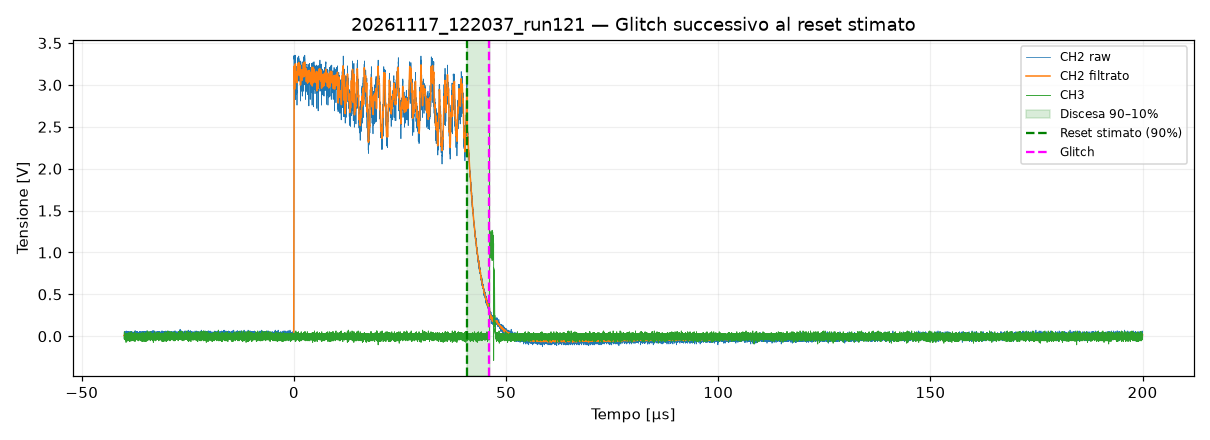 20261117_122037_run121 — Glitch successivo al reset stimato
Tensione [V]
3.5
3.0
2.5
2.0
1.5
1.0
0.5
0.0
CH2 raw
CH2 filtrato
CH3
Discesa 90–10%
Reset stimato (90%)
Glitch
−50
0
50
100
150
200
Tempo [µs]